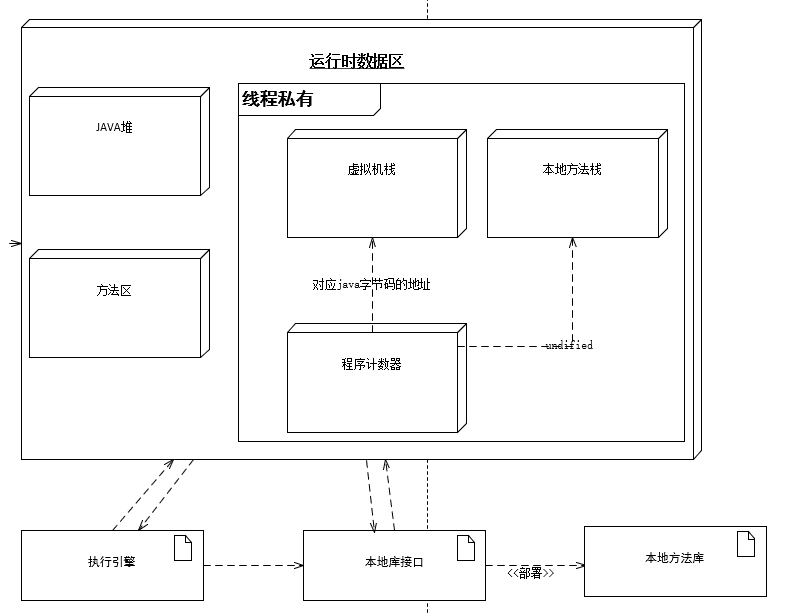 运行时数据区
线程私有
JAVA堆
虚拟机栈
本地方法栈
对应java字节码的地址
方法区
undified
程序计数器
执行引擎
本地库接口
本地方法库
<<部署>>